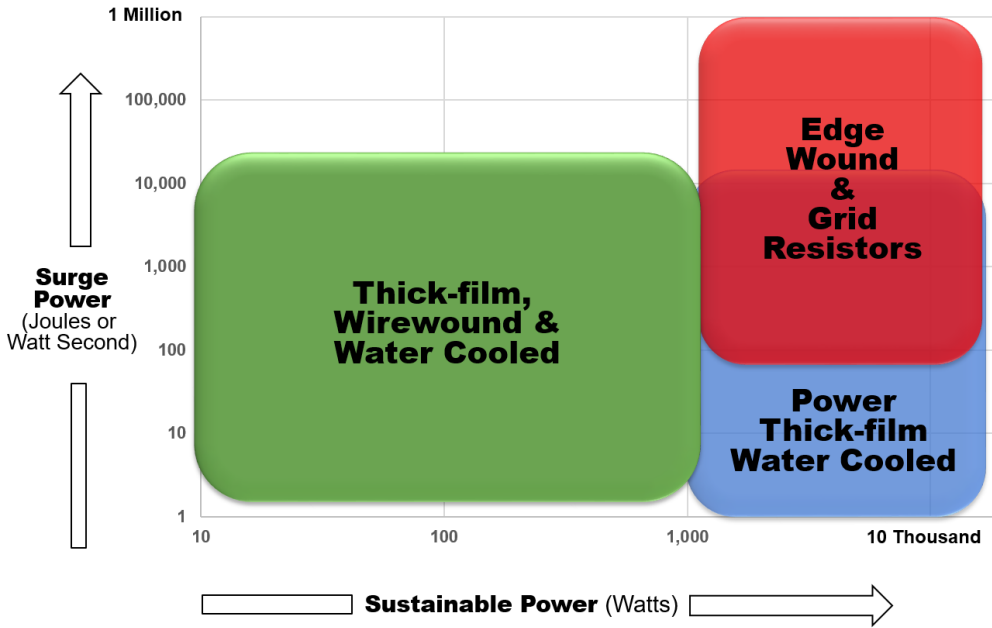 1 Million
100,000
10,000
1,000
100
10
1
Surge
Power
(Joules or
Watt Second)
Thick-film,
Wirewound &
Water Cooled
Edge
Wound
&
Grid
Resistors
Power
Thick-film
Water Cooled
10
100
1,000
10 Thousand
Sustainable Power (Watts)